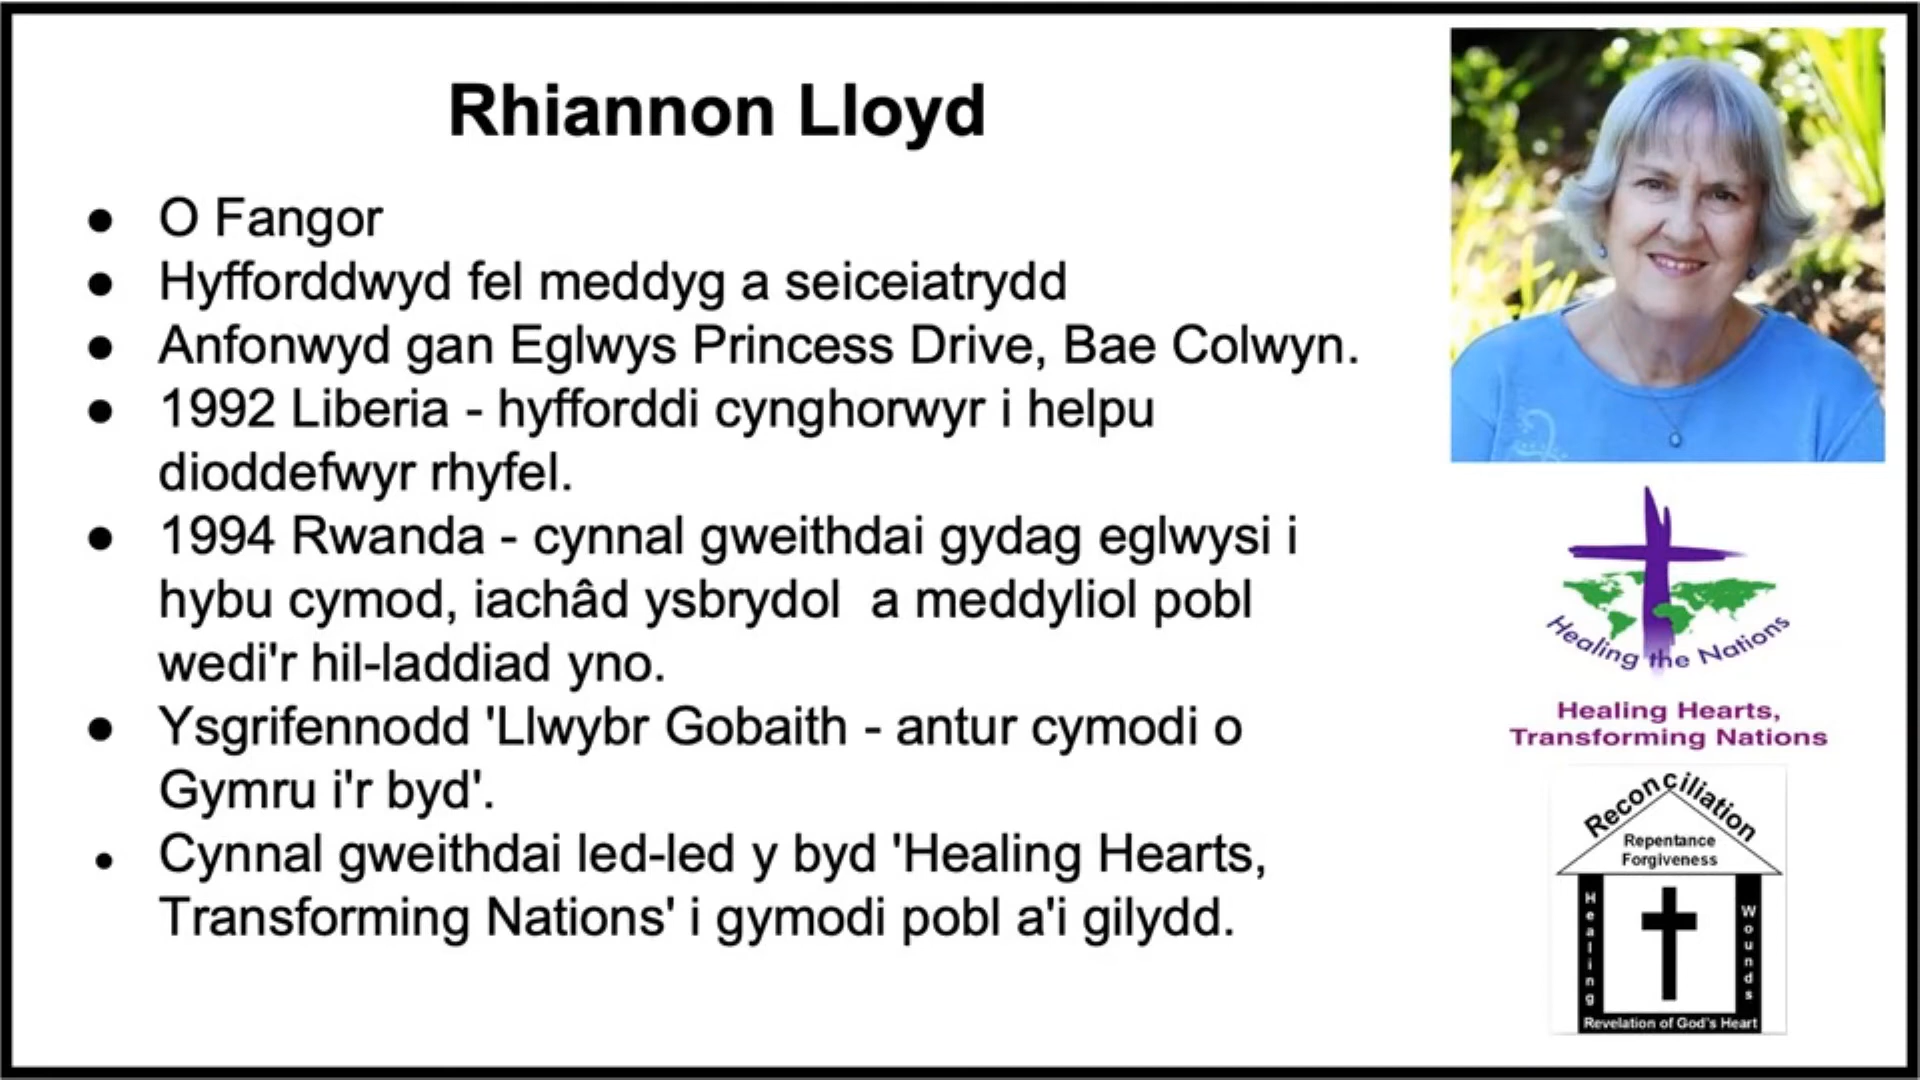 Rhiannon Lloyd
● O Fangor
● Hyfforddwyd fel meddyg a seiceiatrydd
● Anfonwyd gan Eglwys Princess Drive, Bae Colwyn.
● 1992 Liberia - hyfforddi cynghorwyr i helpu
dioddefwyr rhyfel.
● 1994 Rwanda - cynnal gweithdai gydag eglwysi i
hybu cymod, iachâd ysbrydol  a meddyliol pobl
wedi'r hil-laddiad yno.
● Ysgrifennodd 'Llwybr Gobaith - antur cymodi o
Gymru i'r byd'.
● Cynnal gweithdai led-led y byd 'Healing Hearts,
Transforming Nations' i gymodi pobl a'i gilydd.
Healing the Nations
Healing Hearts,
Transforming Nations
Reconciliation
Repentance
Forgiveness
Healing
Wounds
Revelation of God's Heart